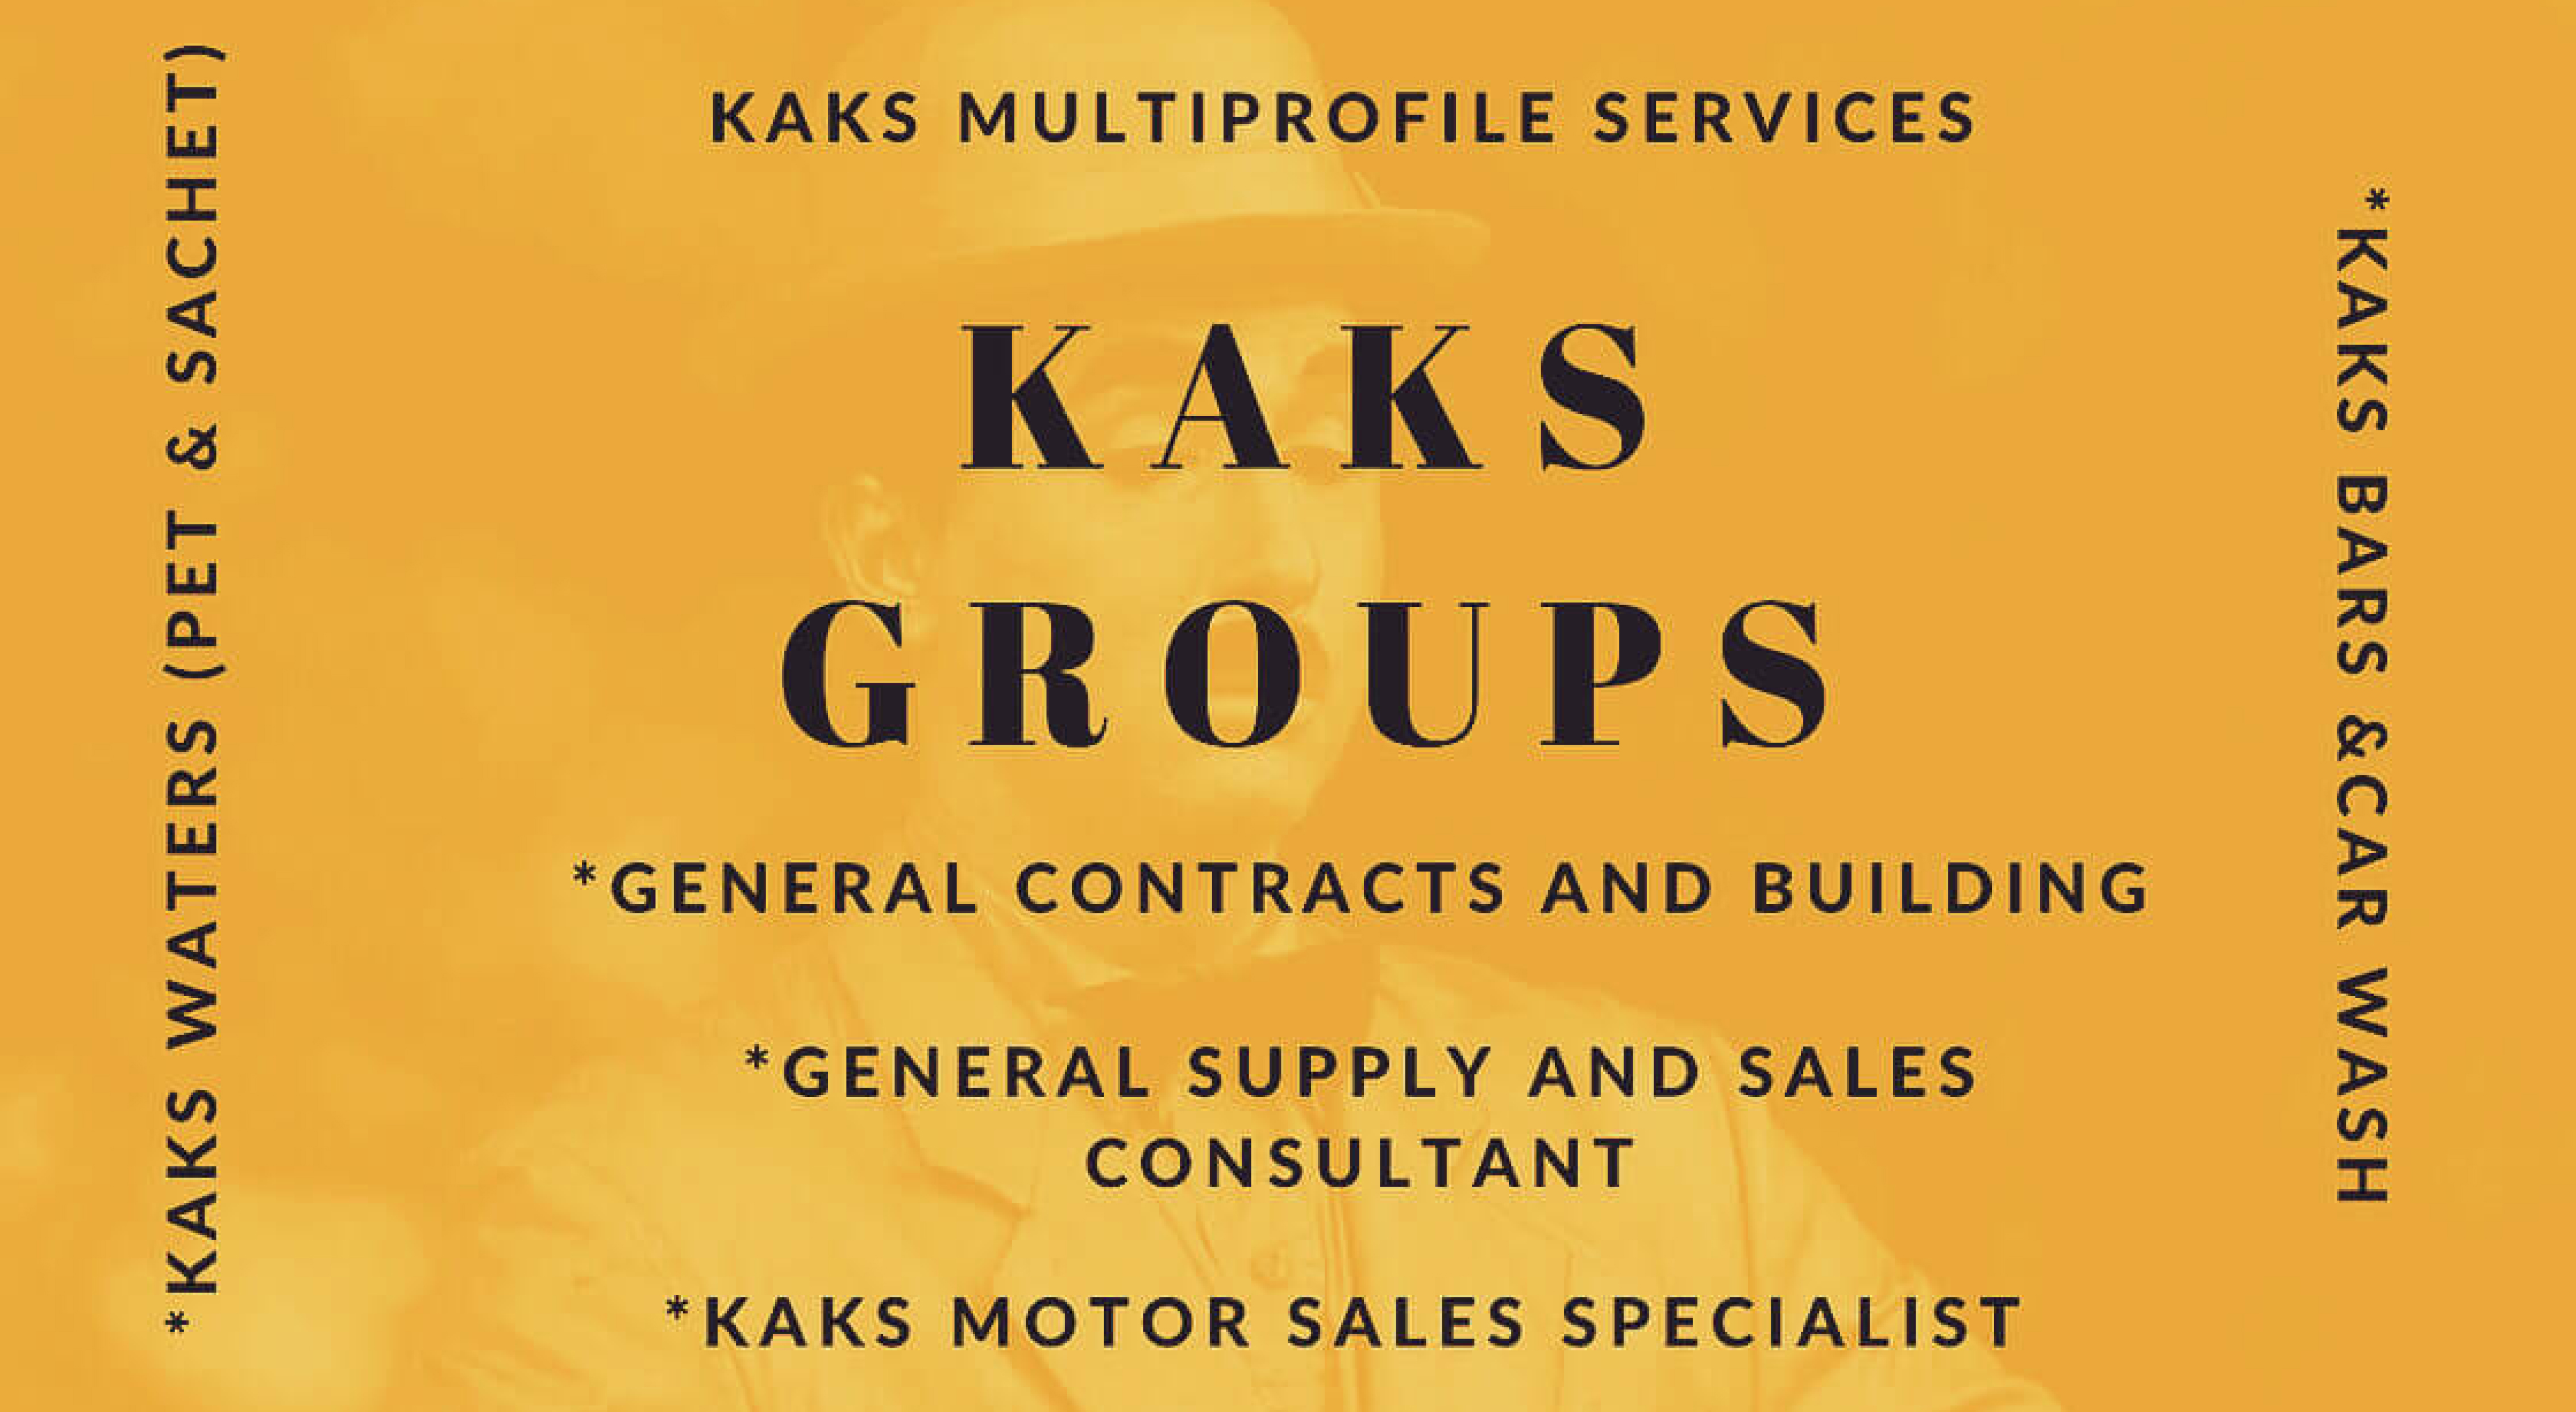 KAKS MULTIPROFILE SERVICES
KAKS
GROUPS
*GENERAL CONTRACTS AND BUILDING
*GENERAL SUPPLY AND SALES
CONSULTANT
*KAKS MOTOR SALES SPECIALIST
*KAKS WATERS (PET & SACHET)
*KAKS BARS &CAR WASH